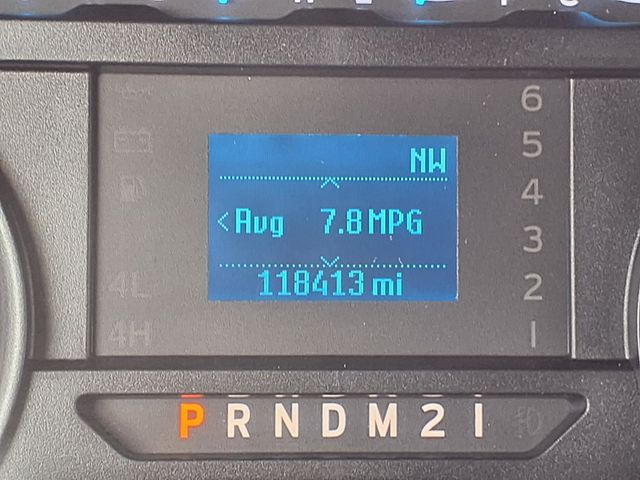 NW
<Avg 7.8 MPG
118413 mi
6
5
4
3
2
1
4L
4H
P R N D M 2 1